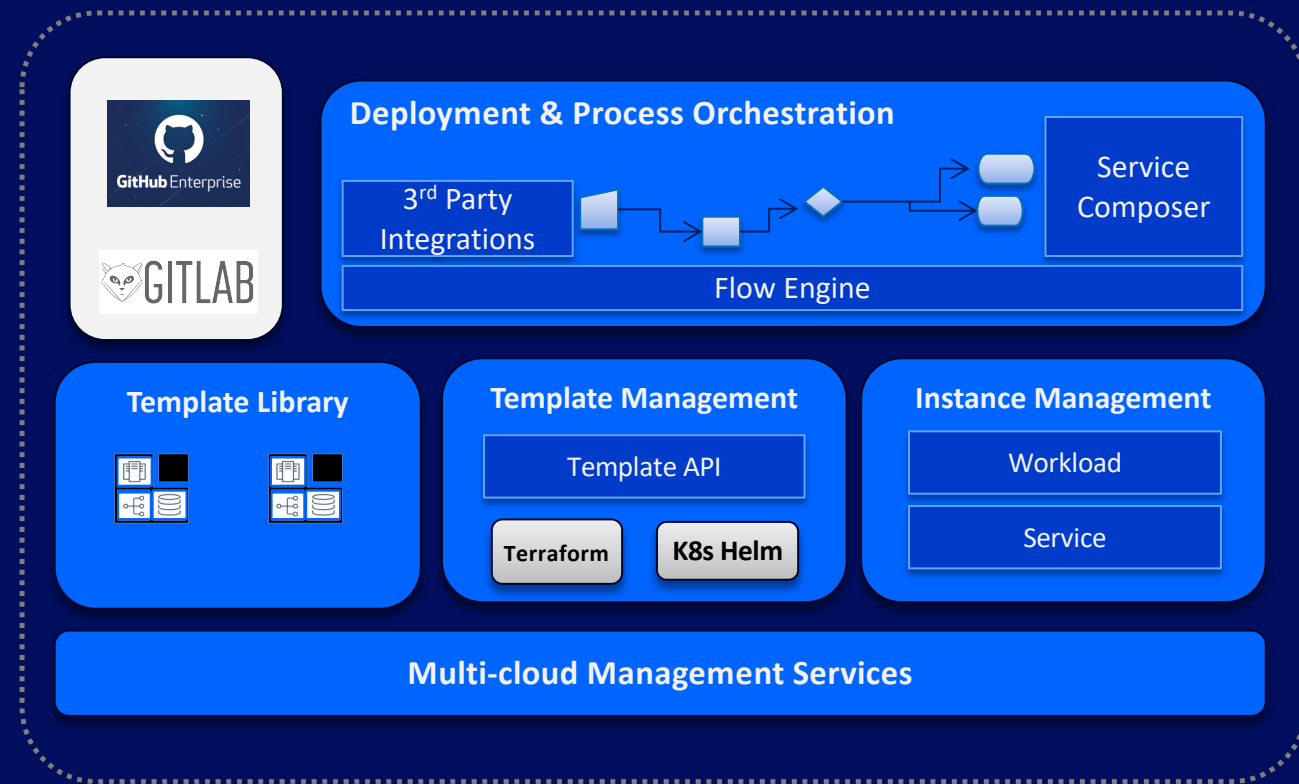 GitHub Enterprise
GITLAB
Deployment & Process Orchestration
3rd Party
Integrations
Service
Composer
Flow Engine
Template Library
Template Management
Template API
Terraform
K8s Helm
Instance Management
Workload
Service
Multi-cloud Management Services